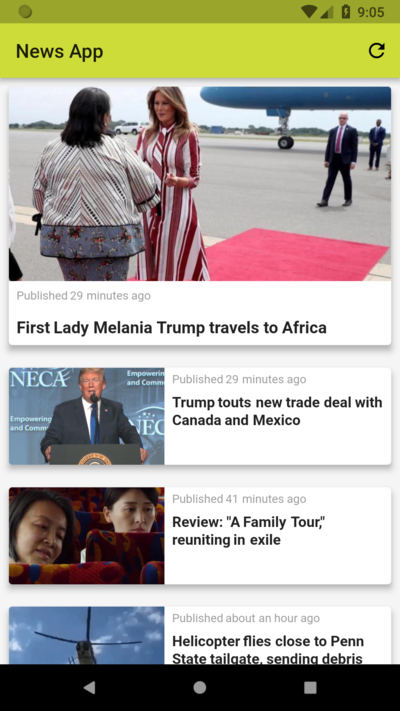 9:05
News App
Published 29 minutes ago
First Lady Melania Trump travels to Africa
NECA
Empowering
and Comm
Empowerin
and Commu
NEC
Published 29 minutes ago
Trump touts new trade deal with
Canada and Mexico
Published 41 minutes ago
Review: "A Family Tour,"
reuniting in exile
Published about an hour ago
Helicopter flies close to Penn
State tailgate, sending debris